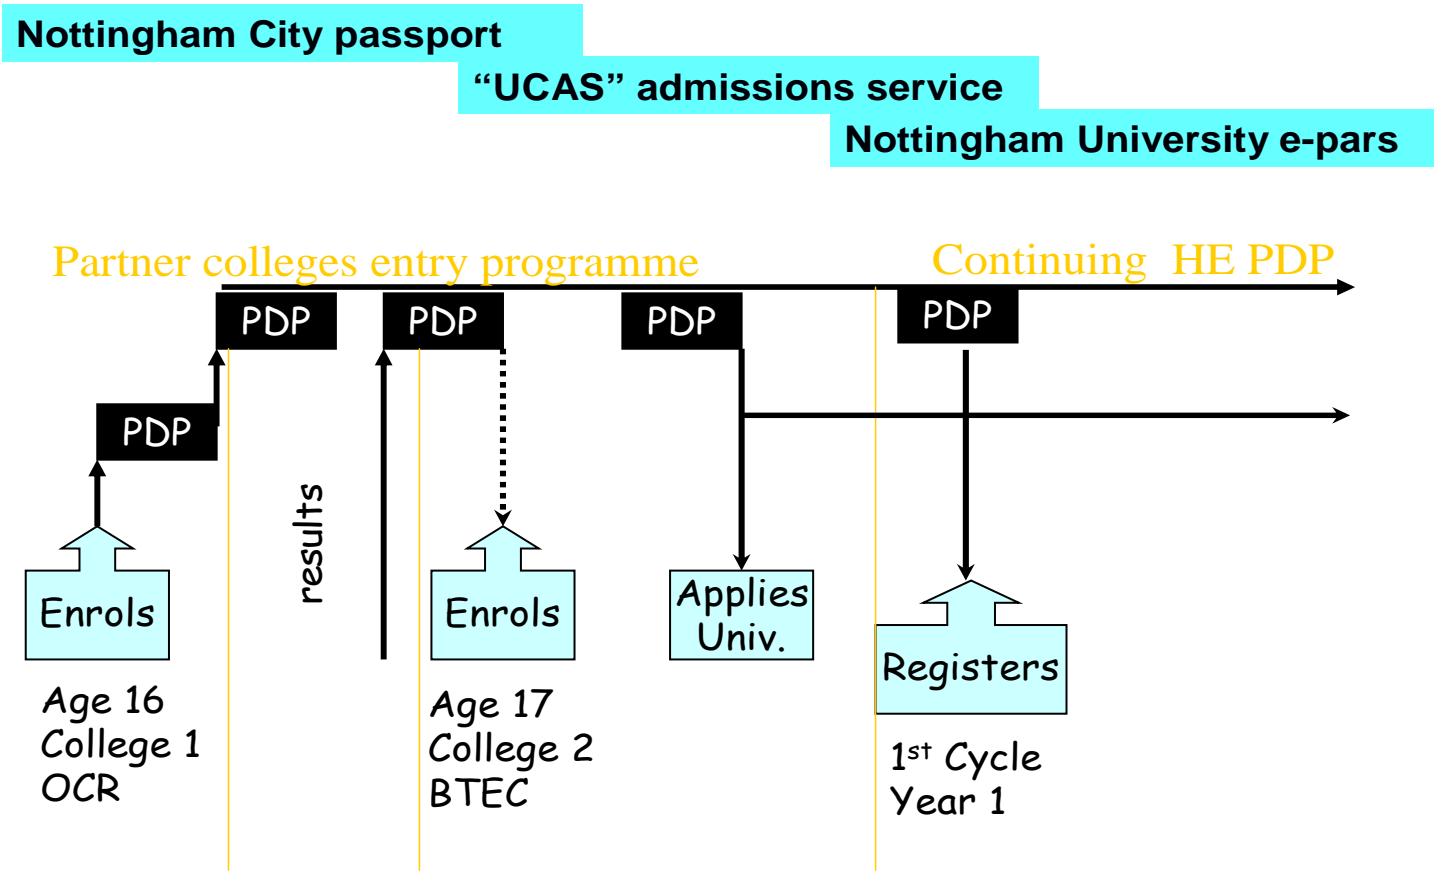 Nottingham City passport
“UCAS” admissions service
Nottingham University e-pars
Partner colleges entry programme
Continuing HE PDP
PDP
PDP
PDP
PDP
PDP
results
Enrols
Enrols
Applies
Univ.
Registers
Age 16
College 1
OCR
Age 17
College 2
BTEC
1st Cycle
Year 1